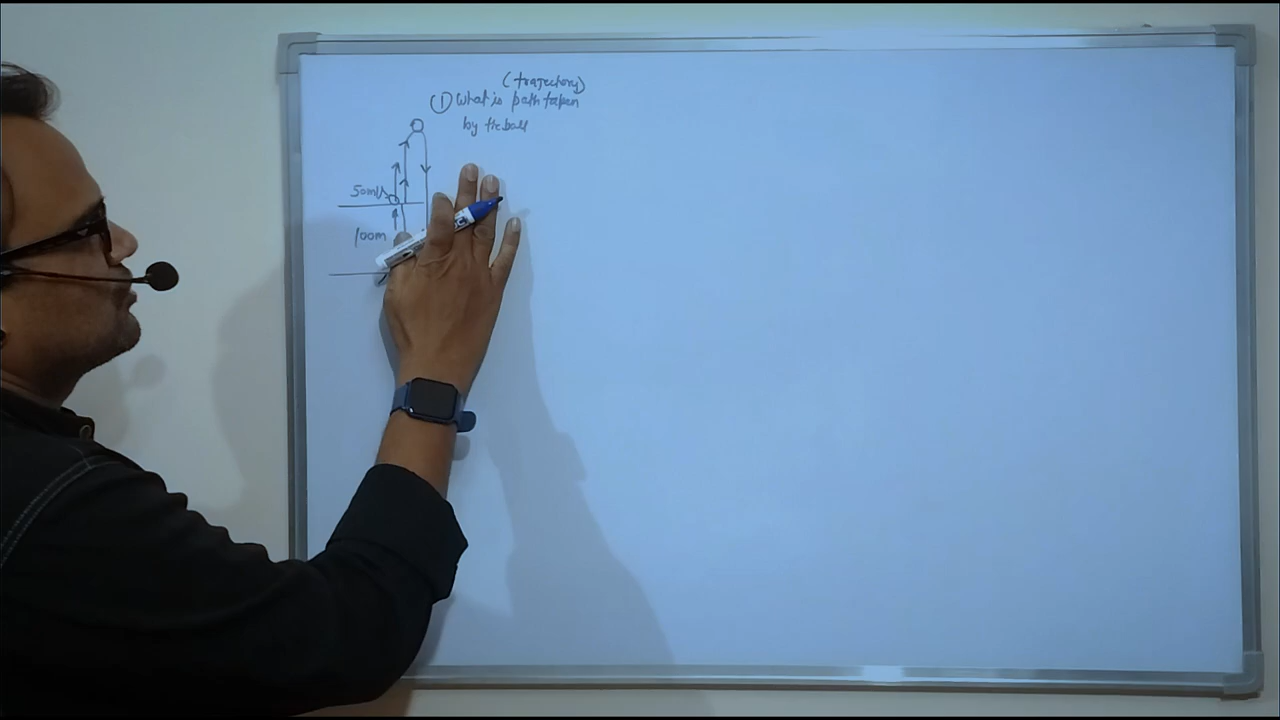 (trajectory)
① What is path taken
by the ball
50m/s
100m